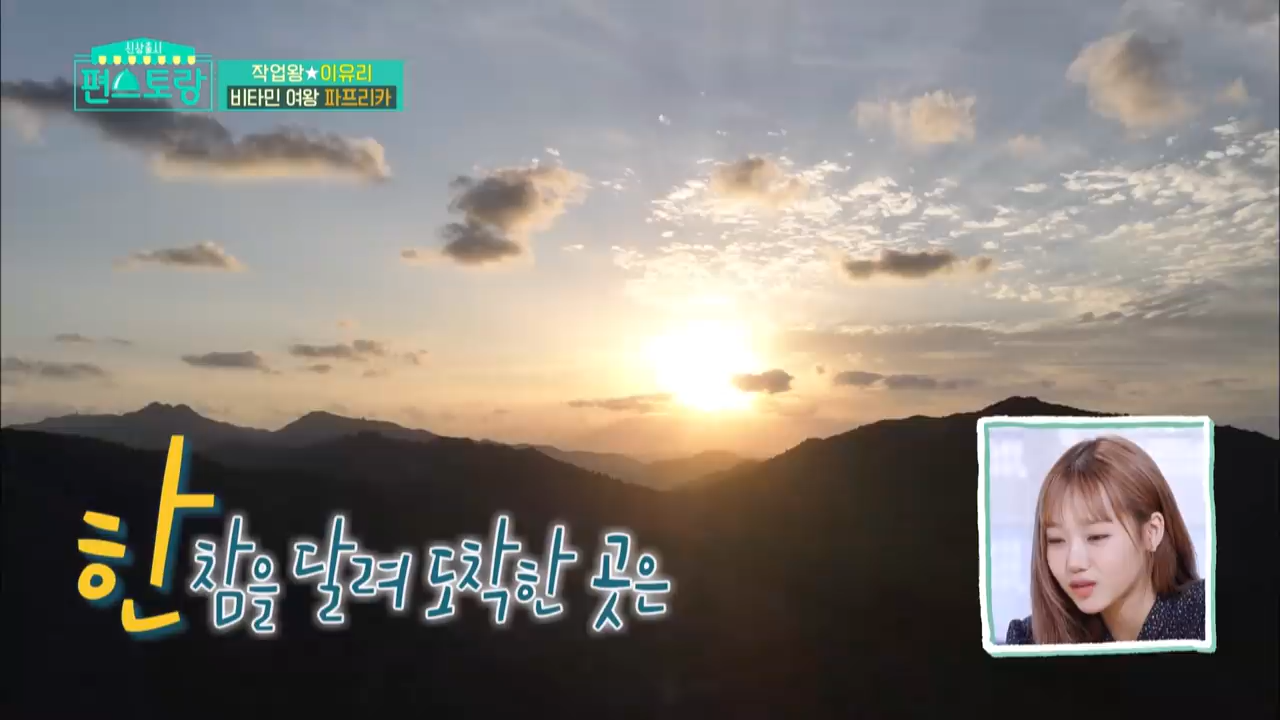 신상출시
편스토랑
작업왕★이유리
비타민 여왕 파프리카
한참을 달려 도착한 곳은